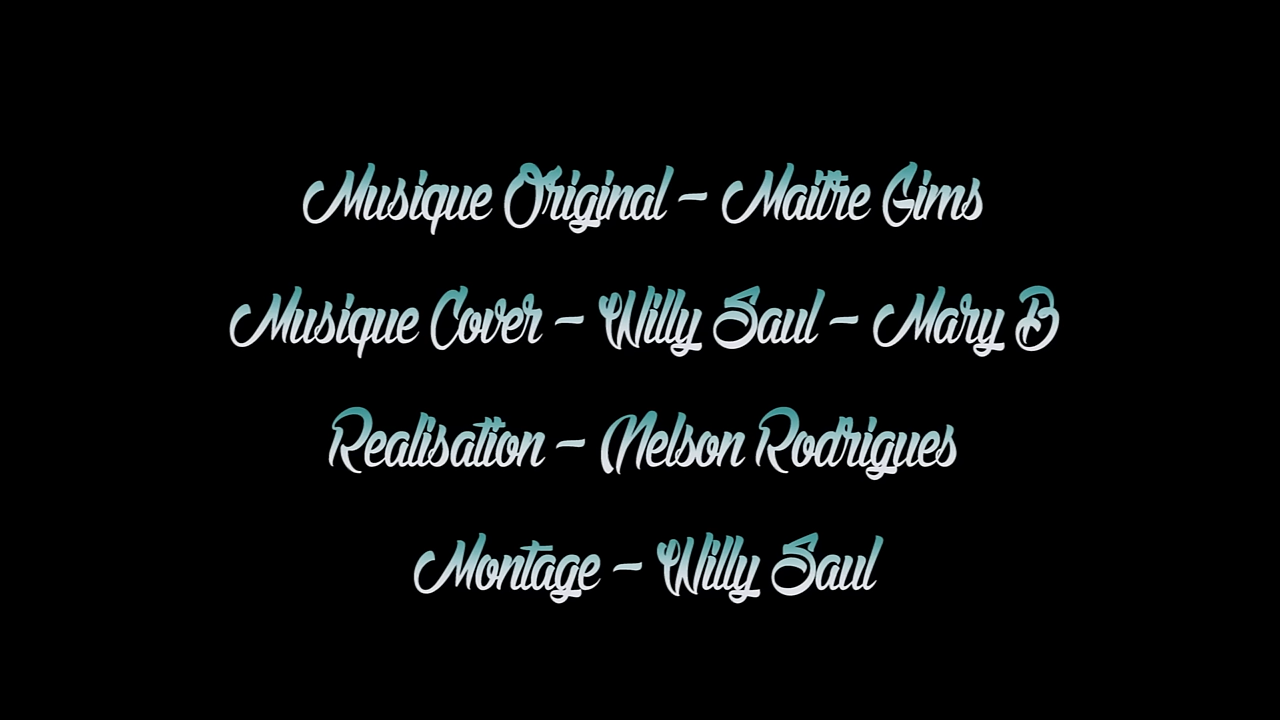 Musique Original - Maitre Gims
Musique Cover - Willy Saul - Mary B
Realisation - Nelson Rodrigues
Montage - Willy Saul